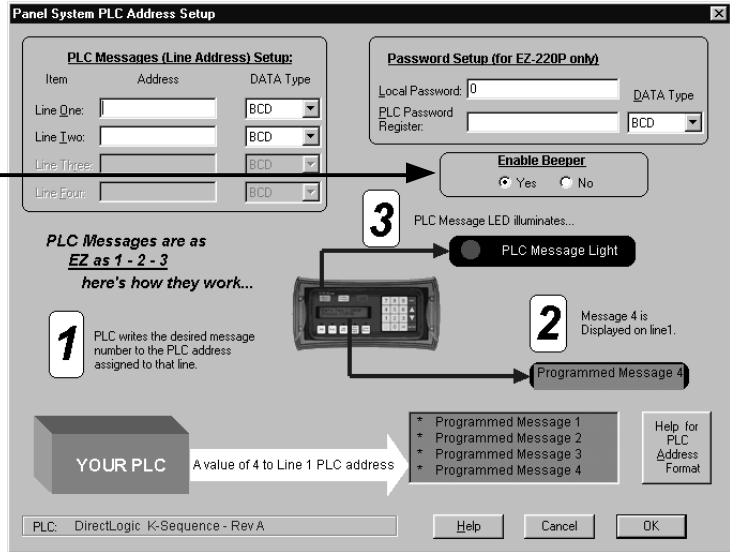 Panel System PLC Address Setup
PLC Messages (Line Address) Setup:
Item Address DATA Type
Line One: BCD
Line Two: BCD
Line Three: BCD
Line Four: BCD
Password Setup (for EZ-220P only)
Local Password: 0
DATA Type
PLC Password
Register: BCD
Enable Beeper
Yes No
PLC Messages are as
EZ as 1 - 2 - 3
here's how they work...
3
PLC Message LED illuminates...
PLC Message Light
1
PLC writes the desired message
number to the PLC address
assigned to that line.
2
Message 4 is
Displayed on line1.
Programmed Message 4
YOUR PLC
A value of 4 to Line 1 PLC address
* Programmed Message 1
* Programmed Message 2
* Programmed Message 3
* Programmed Message 4
Help for
PLC
Address
Format
PLC: DirectLogic K-Sequence - Rev A
Help Cancel OK